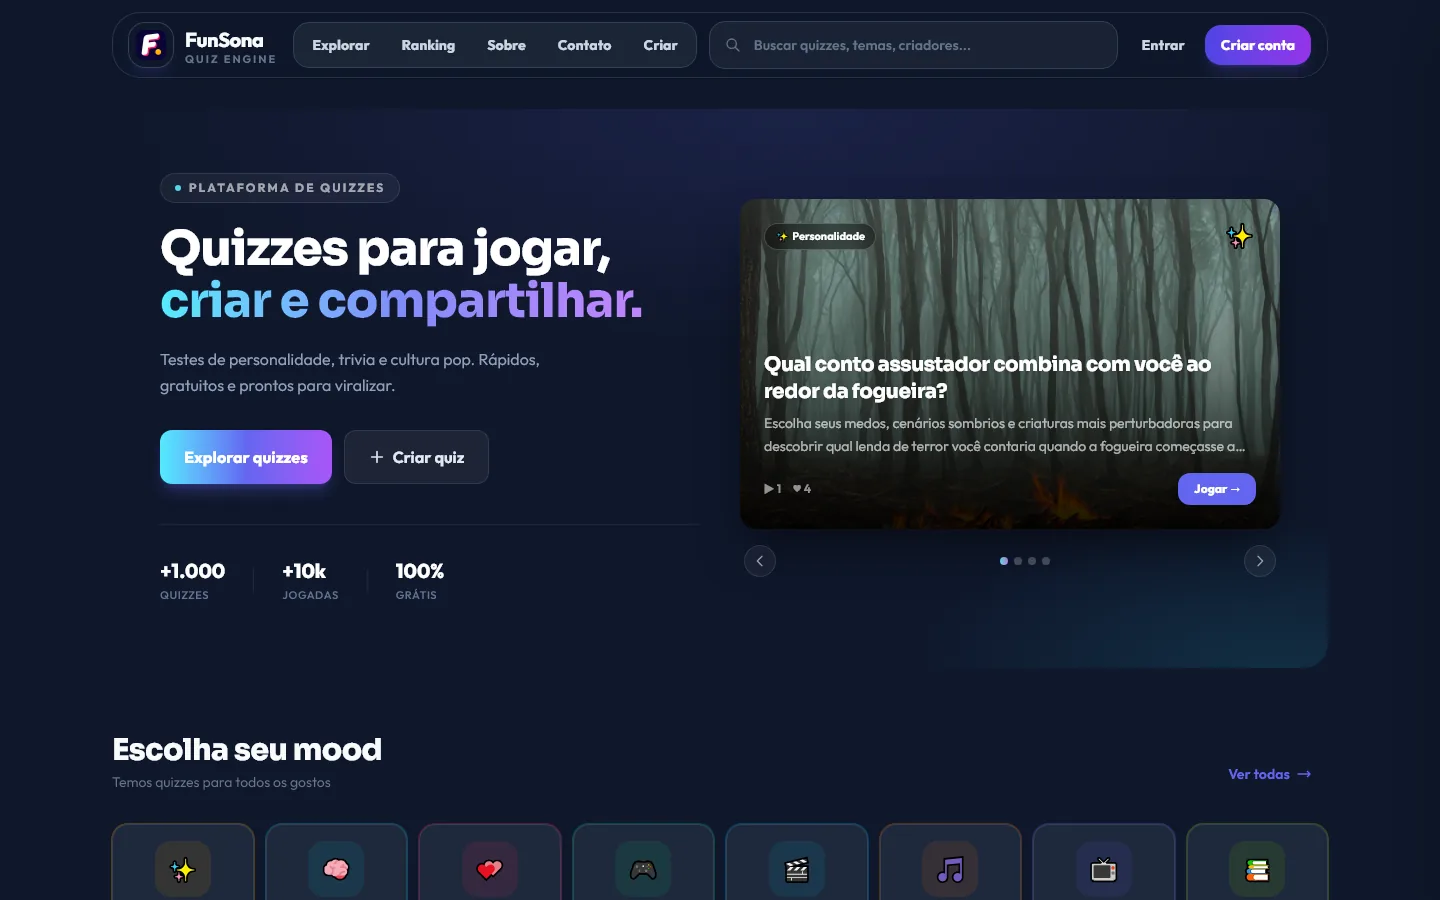 FunSona
QUIZ ENGINE
Explorar
Ranking
Sobre
Contato
Criar
Buscar quizzes, temas, criadores...
Entrar
Criar conta
PLATAFORMA DE QUIZZES
Quizzes para jogar,
criar e compartilhar.
Testes de personalidade, trivia e cultura pop. Rápidos,
gratuitos e prontos para viralizar.
Explorar quizzes
+ Criar quiz
+1.000
QUIZZES
+10k
JOGADAS
100%
GRÁTIS
Personalidade
Qual conto assustador combina com você ao
redor da fogueira?
Escolha seus medos, cenários sombrios e criaturas mais perturbadoras para
descobrir qual lenda de terror você contaria quando a fogueira começasse a...
▶ 1 ♥ 4
Jogar →
Escolha seu mood
Temos quizzes para todos os gostos
Ver todas →